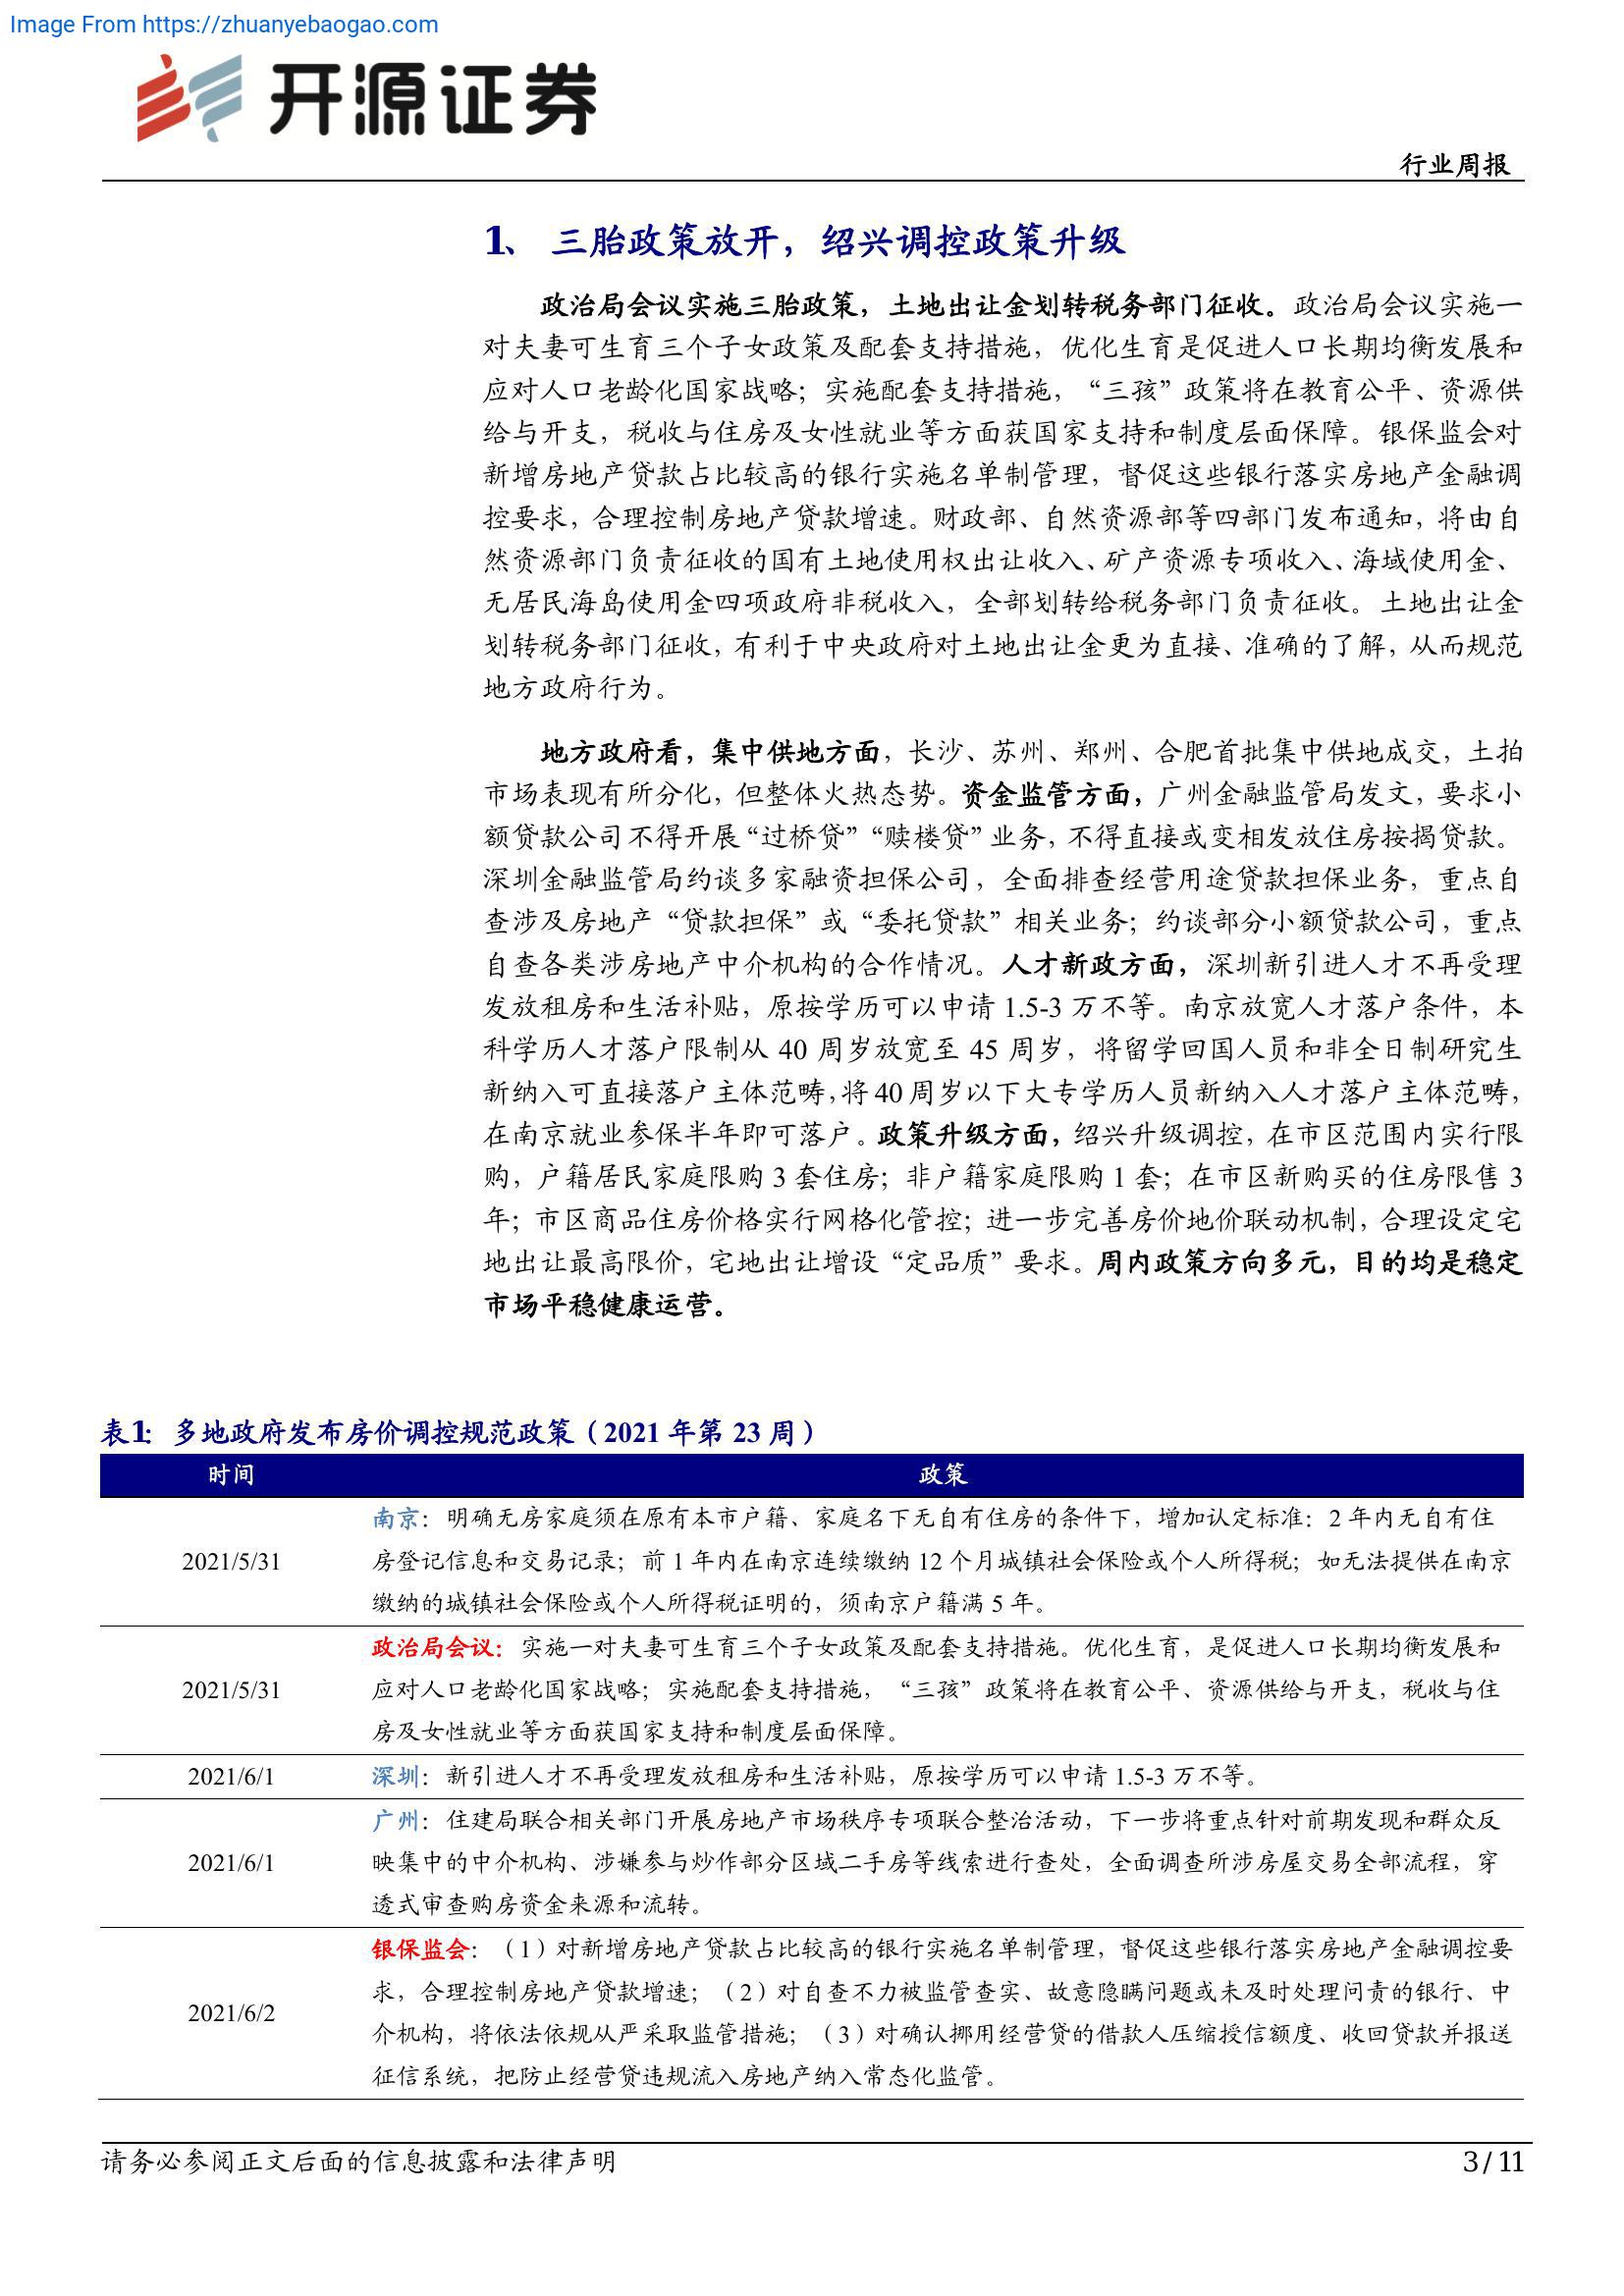 Image From https://zhuanyebaogao.com
开源证券
行业周报
1、 三胎政策放开，绍兴调控政策升级
政治局会议实施三胎政策，土地出让金划转税务部门征收。政治局会议实施一
对夫妻可生育三个子女政策及配套支持措施，优化生育是促进人口长期均衡发展和
应对人口老龄化国家战略；实施配套支持措施，“三孩”政策将在教育公平、资源供
给与开支，税收与住房及女性就业等方面获国家支持和制度层面保障。银保监会对
新增房地产贷款占比较高的银行实施名单制管理，督促这些银行落实房地产金融调
控要求，合理控制房地产贷款增速。财政部、自然资源部等四部门发布通知，将由自
然资源部门负责征收的国有土地使用权出让收入、矿产资源专项收入、海域使用金、
无居民海岛使用金四项政府非税收入，全部划转给税务部门负责征收。土地出让金
划转税务部门征收，有利于中央政府对土地出让金更为直接、准确的了解，从而规范
地方政府行为。
地方政府看，集中供地方面，长沙、苏州、郑州、合肥首批集中供地成交，土拍
市场表现有所分化，但整体火热态势。资金监管方面，广州金融监管局发文，要求小
额贷款公司不得开展“过桥贷”“赎楼贷”业务，不得直接或变相发放住房按揭贷款。
深圳金融监管局约谈多家融资担保公司，全面排查经营用途贷款担保业务，重点自
查涉及房地产“贷款担保”或“委托贷款”相关业务；约谈部分小额贷款公司，重点
自查各类涉房地产中介机构的合作情况。人才新政方面，深圳新引进人才不再受理
发放租房和生活补贴，原按学历可以申请 1.5-3 万不等。南京放宽人才落户条件，本
科学历人才落户限制从 40 周岁放宽至 45 周岁，将留学回国人员和非全日制研究生
新纳入可直接落户主体范畴，将 40 周岁以下大专学历人员新纳入人才落户主体范畴，
在南京就业参保半年即可落户。政策升级方面，绍兴升级调控，在市区范围内实行限
购，户籍居民家庭限购 3 套住房；非户籍家庭限购 1 套；在市区新购买的住房限售 3
年；市区商品住房价格实行网格化管控；进一步完善房价地价联动机制，合理设定宅
地出让最高限价，宅地出让增设“定品质”要求。周内政策方向多元，目的均是稳定
市场平稳健康运营。
表1： 多地政府发布房价调控规范政策（2021 年第 23 周）
时间 政策
南京：明确无房家庭须在原有本市户籍、家庭名下无自有住房的条件下，增加认定标准：2 年内无自有住
2021/5/31 房登记信息和交易记录；前 1 年内在南京连续缴纳 12 个月城镇社会保险或个人所得税；如无法提供在南京
缴纳的城镇社会保险或个人所得税证明的，须南京户籍满 5 年。
政治局会议：实施一对夫妻可生育三个子女政策及配套支持措施。优化生育，是促进人口长期均衡发展和
2021/5/31 应对人口老龄化国家战略；实施配套支持措施，“三孩”政策将在教育公平、资源供给与开支，税收与住
房及女性就业等方面获国家支持和制度层面保障。
2021/6/1 深圳：新引进人才不再受理发放租房和生活补贴，原按学历可以申请 1.5-3 万不等。
广州：住建局联合相关部门开展房地产市场秩序专项联合整治活动，下一步将重点针对前期发现和群众反
2021/6/1 映集中的中介机构、涉嫌参与炒作部分区域二手房等线索进行查处，全面调查所涉房屋交易全部流程，穿
透式审查购房资金来源和流转。
银保监会：（1）对新增房地产贷款占比较高的银行实施名单制管理，督促这些银行落实房地产金融调控要
求，合理控制房地产贷款增速；（2）对自查不力被监管查实、故意隐瞒问题或未及时处理问责的银行、中
2021/6/2 介机构，将依法依规从严采取监管措施；（3）对确认挪用经营贷的借款人压缩授信额度、收回贷款并报送
征信系统，把防止经营贷违规流入房地产纳入常态化监管。
请务必参阅正文后面的信息披露和法律声明 3 / 11